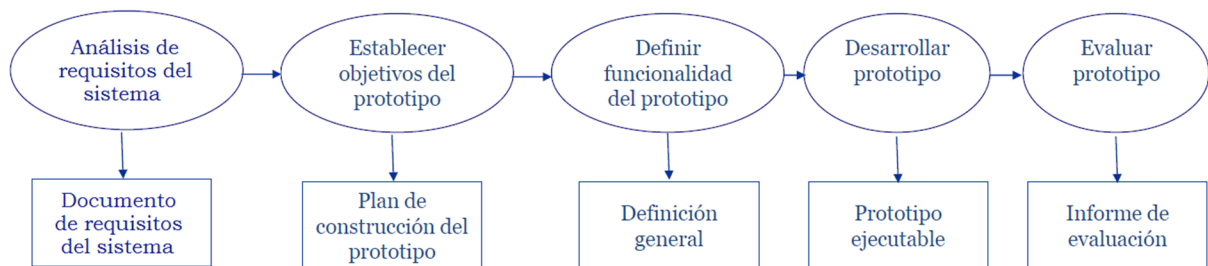 Análisis de
requisitos del
sistema
Establecer
objetivos del
prototipo
Definir
funcionalidad
del prototipo
Desarrollar
prototipo
Evaluar
prototipo
Documento
de requisitos
del sistema
Plan de
construcción del
prototipo
Definición
general
Prototipo
ejecutable
Informe de
evaluación